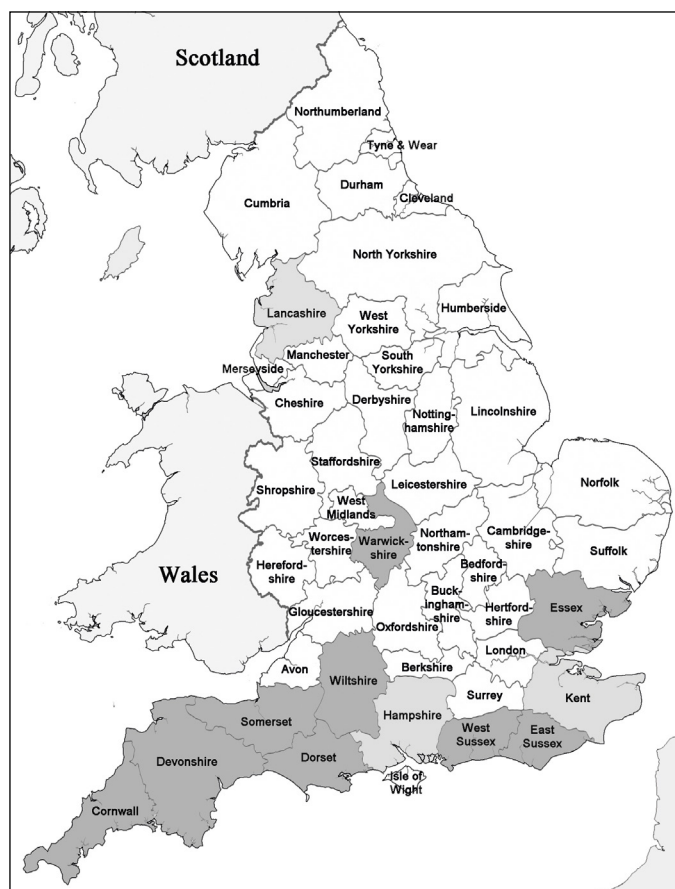 Scotland
Northumberland
Tyne & Wear
Durham
Cleveland
Cumbria
North Yorkshire
Lancashire
West
Yorkshire
Humberside
Manchester
South
Yorkshire
Merseyside
Cheshire
Derbyshire
Notting-
hamshire
Lincolnshire
Staffordshire
Leicestershire
Norfolk
Shropshire
West
Midlands
Warwick-
shire
Northam-
tonshire
Cambridge-
shire
Suffolk
Worces-
tershire
Hereford-
shire
Bedford-
shire
Wales
Gloucestershire
Oxfordshire
Buck-
ingham-
shire
Hertford-
shire
Essex
London
Avon
Berkshire
Wiltshire
Surrey
Kent
Hampshire
Somerset
West
Sussex
East
Sussex
Devonshire
Dorset
Isle of
Wight
Cornwall